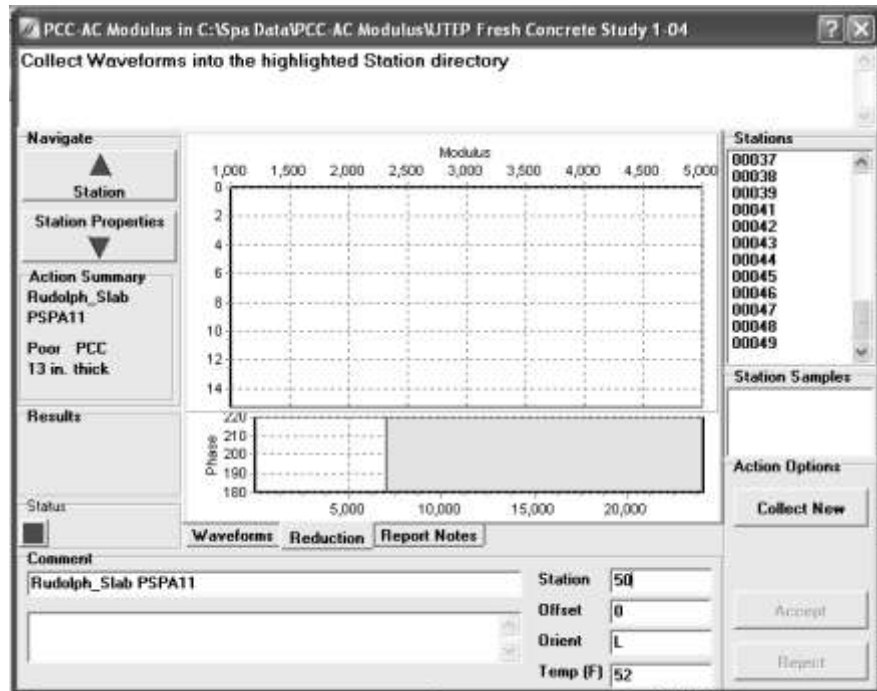 PCC-AC Modulus in C:\Spa Data\PCC-AC Modulus\UTEP Fresh Concrete Study 1-04
Collect Waveforms into the highlighted Station directory
Navigate
Station
Station Properties
Action Summary
Rudolph_Slab
PSPA11
Poor PCC
13 in. thick
Results
Status
Modulus
1,000 1,500 2,000 2,500 3,000 3,500 4,000 4,500 5,000
0
2
4
6
8
10
12
14
Phase
220
210
200
190
180
5,000 10,000 15,000 20,000
Waveforms Reduction Report Notes
Stations
00037
00038
00039
00041
00042
00043
00044
00045
00046
00047
00048
00049
Station Samples
Action Options
Collect New
Accept
Reject
Comment
Rudolph_Slab PSPA11
Station 50
Offset 0
Orient L
Temp (F) 52